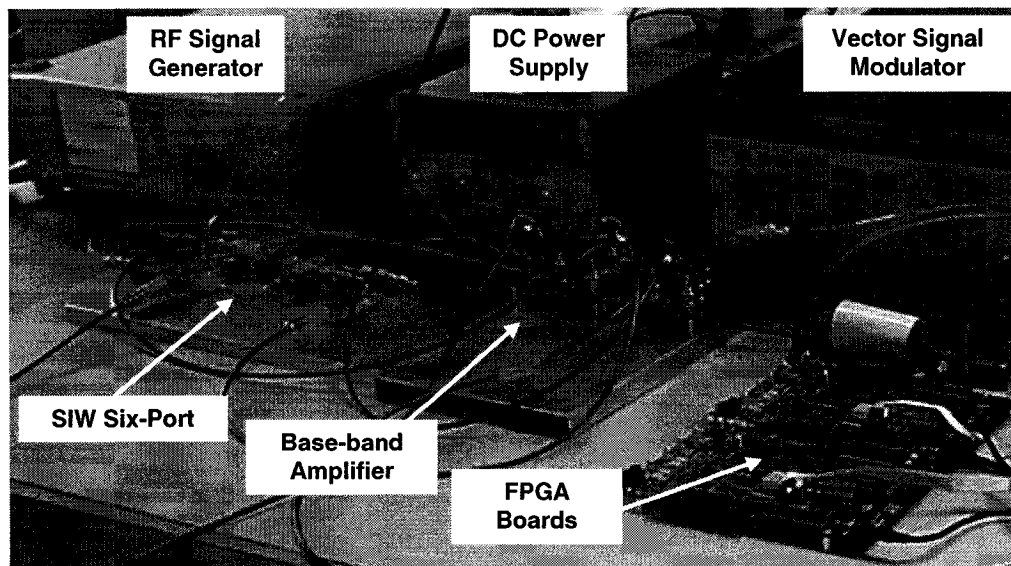 RF Signal
Generator
DC Power
Supply
Vector Signal
Modulator
SIW Six-Port
Base-band
Amplifier
FPGA
Boards